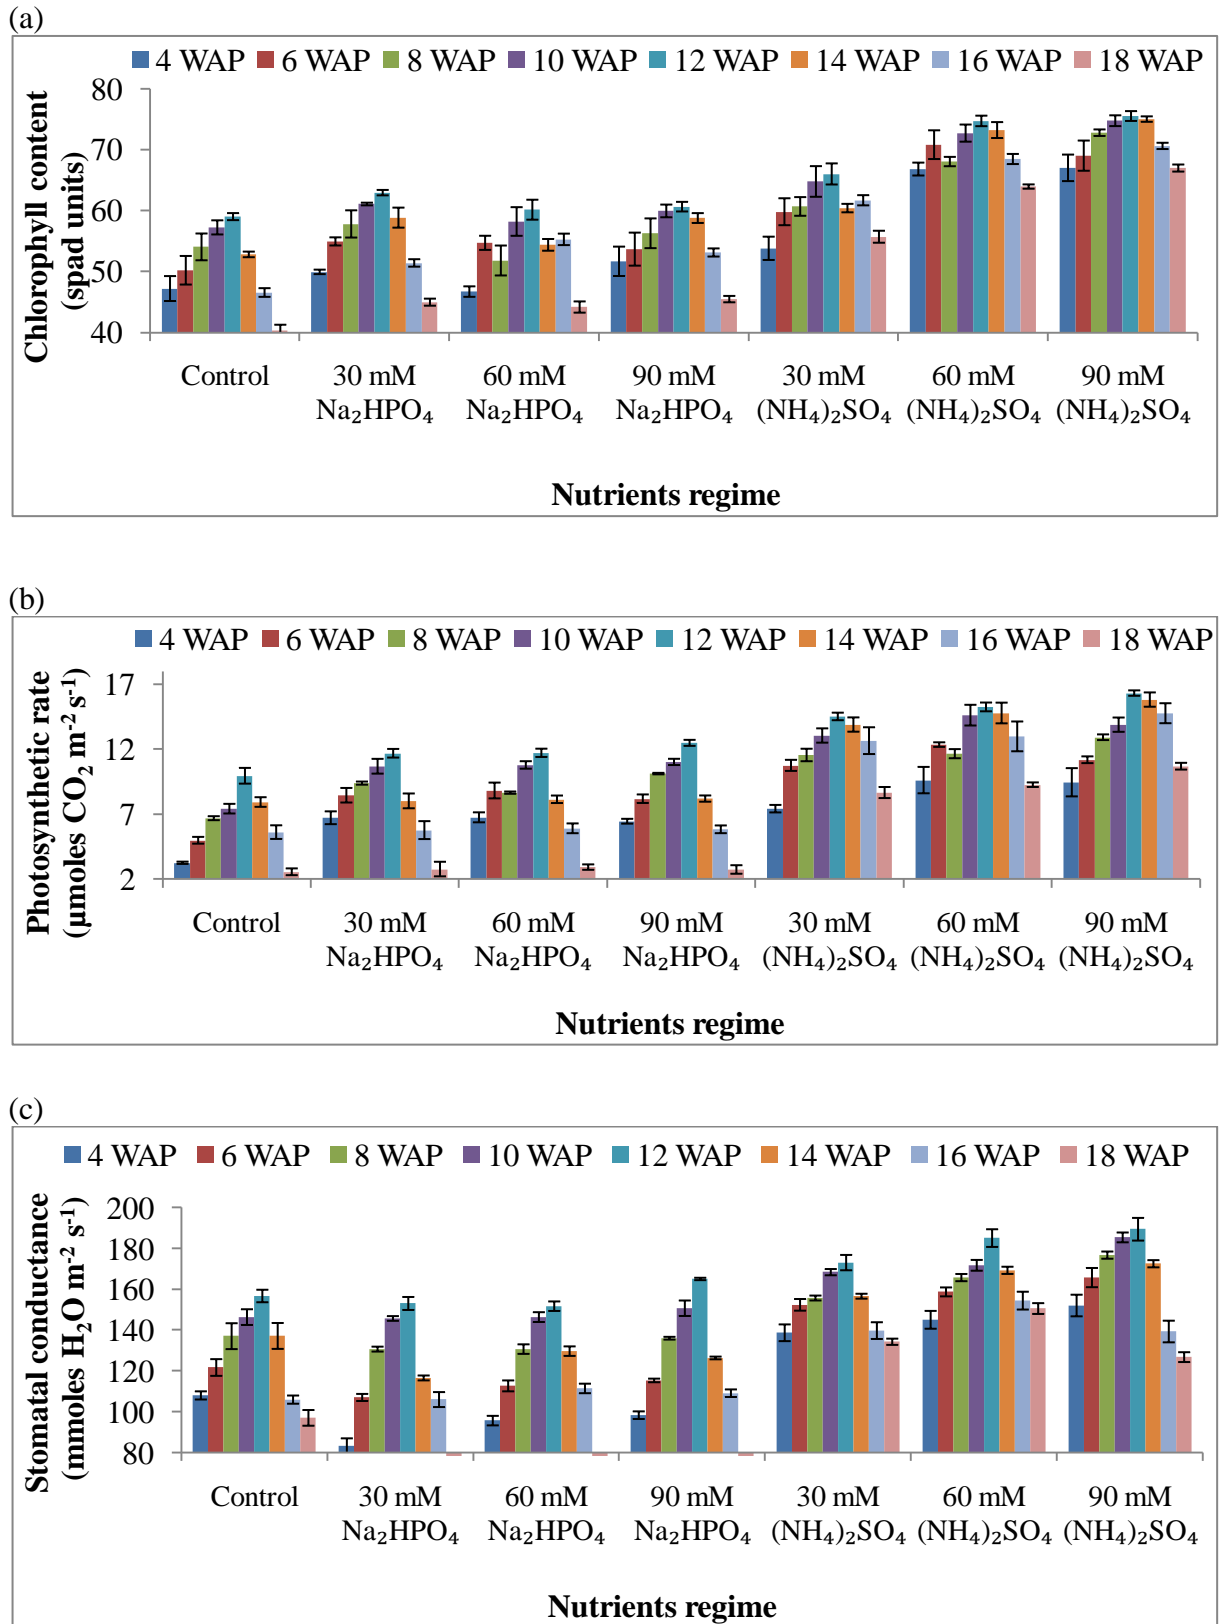 (a)
4 WAP 6 WAP 8 WAP 10 WAP 12 WAP 14 WAP 16 WAP 18 WAP
Chlorophyll content
(spad units)
80
70
60
50
40
Control 30 mM 60 mM 90 mM 30 mM 60 mM 90 mM
Na₂HPO₄ Na₂HPO₄ Na₂HPO₄ (NH₄)₂SO₄ (NH₄)₂SO₄ (NH₄)₂SO₄
Nutrients regime
(b)
4 WAP 6 WAP 8 WAP 10 WAP 12 WAP 14 WAP 16 WAP 18 WAP
Photosynthetic rate
(µmoles CO₂ m⁻² s⁻¹)
17
12
7
2
Control 30 mM 60 mM 90 mM 30 mM 60 mM 90 mM
Na₂HPO₄ Na₂HPO₄ Na₂HPO₄ (NH₄)₂SO₄ (NH₄)₂SO₄ (NH₄)₂SO₄
Nutrients regime
(c)
4 WAP 6 WAP 8 WAP 10 WAP 12 WAP 14 WAP 16 WAP 18 WAP
Stomatal conductance
(mmoles H₂O m⁻² s⁻¹)
200
180
160
140
120
100
80
Control 30 mM 60 mM 90 mM 30 mM 60 mM 90 mM
Na₂HPO₄ Na₂HPO₄ Na₂HPO₄ (NH₄)₂SO₄ (NH₄)₂SO₄ (NH₄)₂SO₄
Nutrients regime